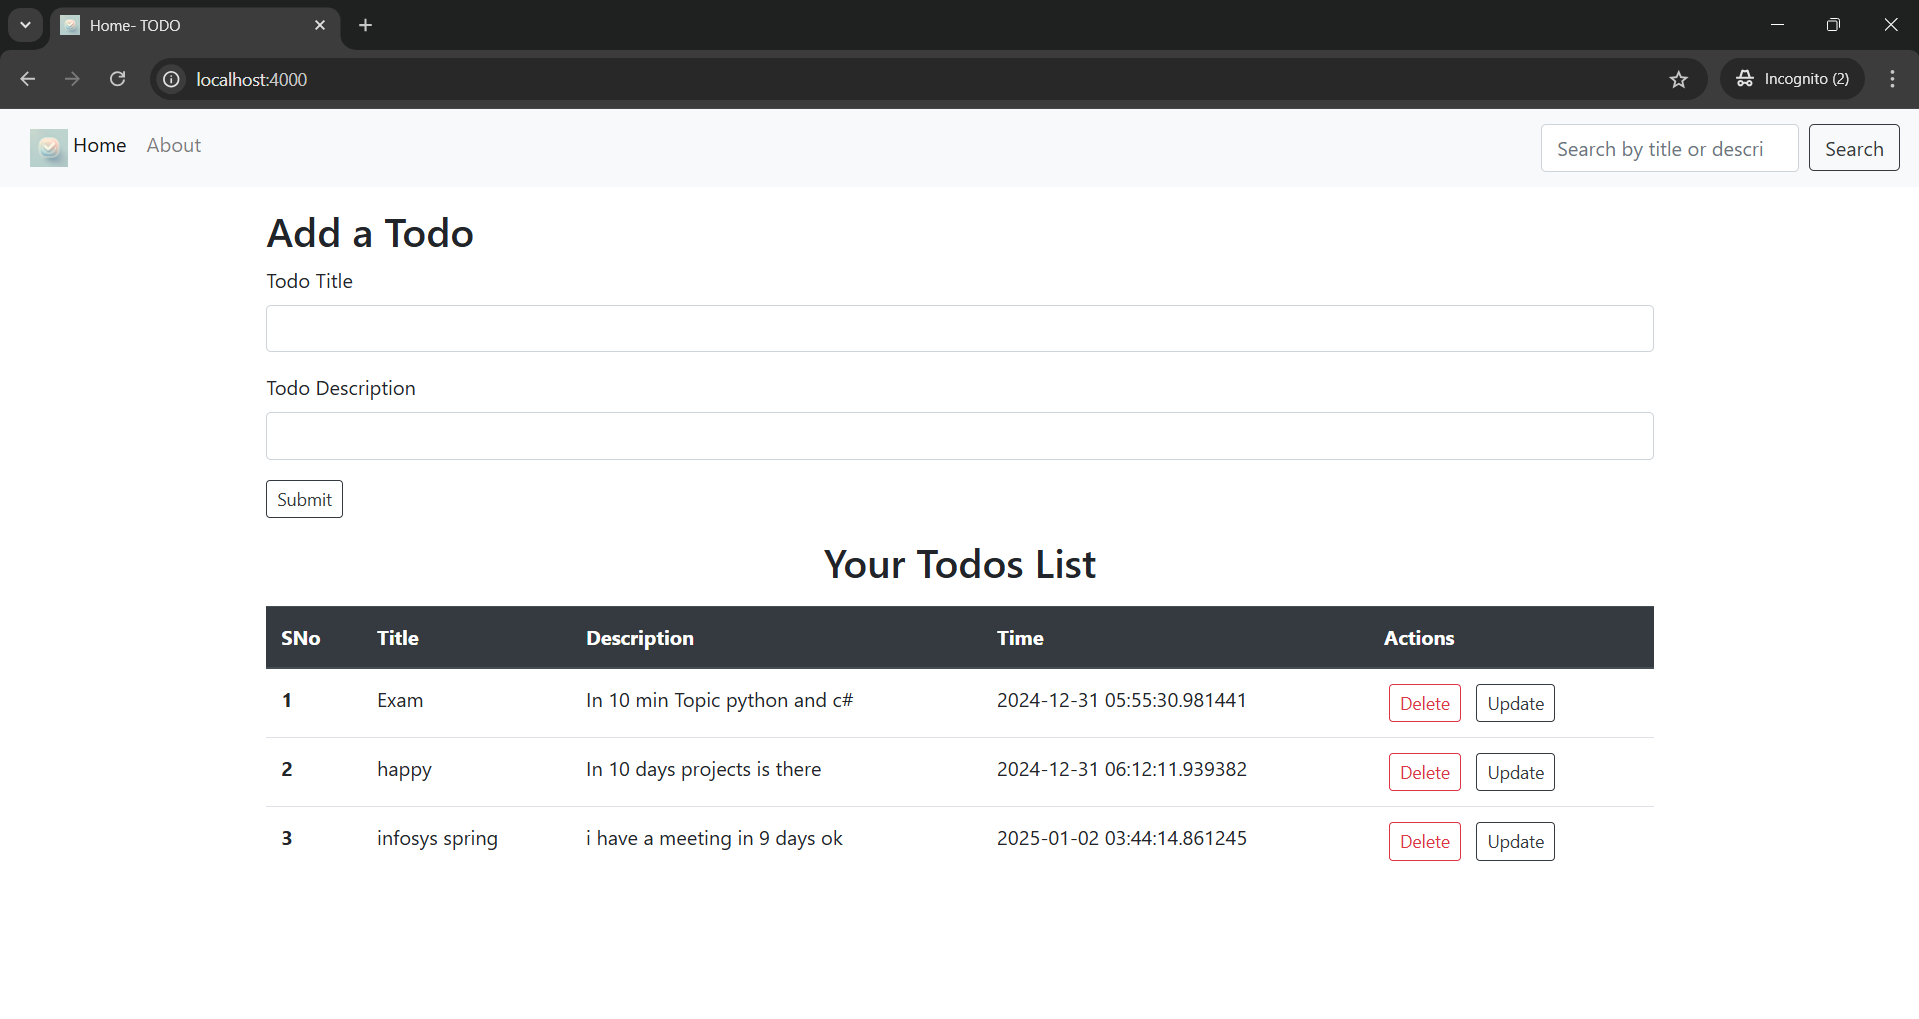 Home- TODO
localhost:4000
Incognito (2)
Home About
Search by title or descri Search
Add a Todo
Todo Title
Todo Description
Submit
Your Todos List
SNo Title Description Time Actions
1 Exam In 10 min Topic python and c# 2024-12-31 05:55:30.981441 Delete Update
2 happy In 10 days projects is there 2024-12-31 06:12:11.939382 Delete Update
3 infosys spring i have a meeting in 9 days ok 2025-01-02 03:44:14.861245 Delete Update